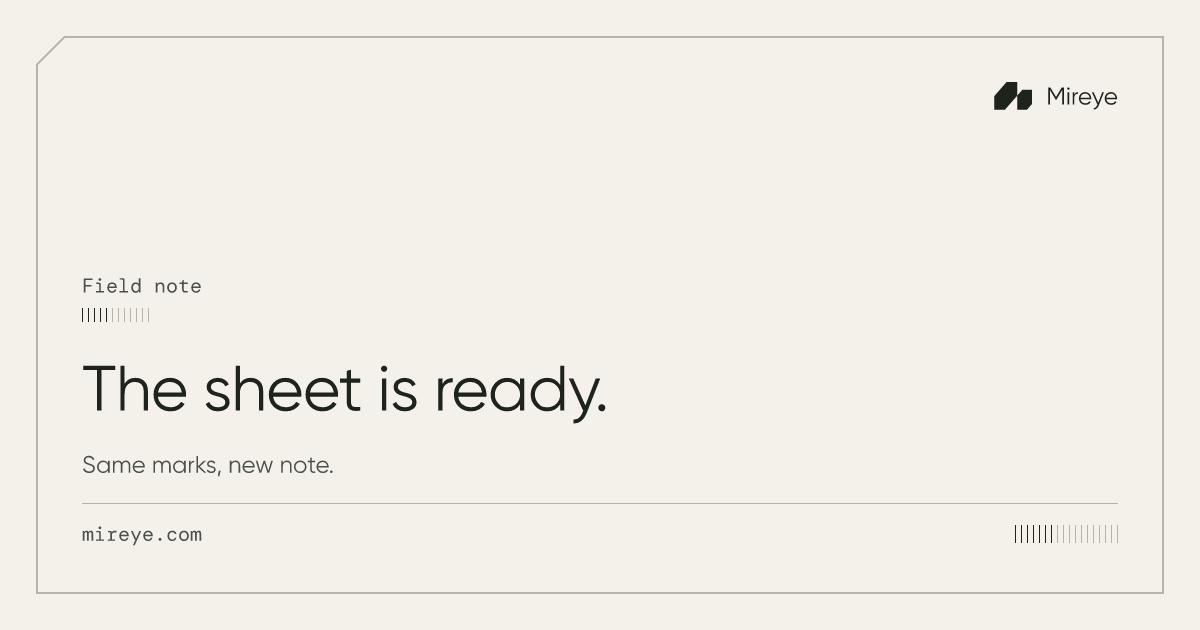 Mireye
Field note
The sheet is ready.
Same marks, new note.
mireye.com